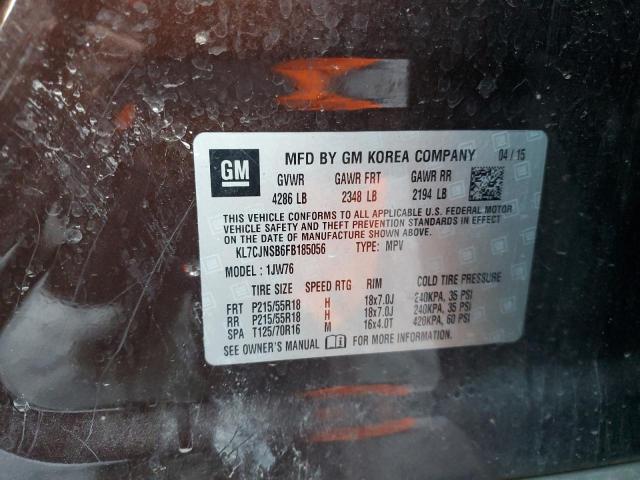 GM
MFD BY GM KOREA COMPANY 04 / 15
GVWR GAWR FRT GAWR RR
4286 LB 2348 LB 2194 LB
THIS VEHICLE CONFORMS TO ALL APPLICABLE U.S. FEDERAL MOTOR
VEHICLE SAFETY AND THEFT PREVENTION STANDARDS IN EFFECT ON
THE DATE OF MANUFACTURE SHOWN ABOVE.
KL7CJNSB6FB185056 TYPE: MPV
MODEL : 1JW76
TIRE SIZE SPEED RTG RIM COLD TIRE PRESSURE
FRT P215/55R18 H 18x7.0J 240KPA, 35 PSI
RR P215/55R18 H 18x7.0J 240KPA, 35 PSI
SPA T125/70R16 M 16x4.0T 420KPA, 60 PSI
SEE OWNER'S MANUAL FOR MORE INFORMATION.